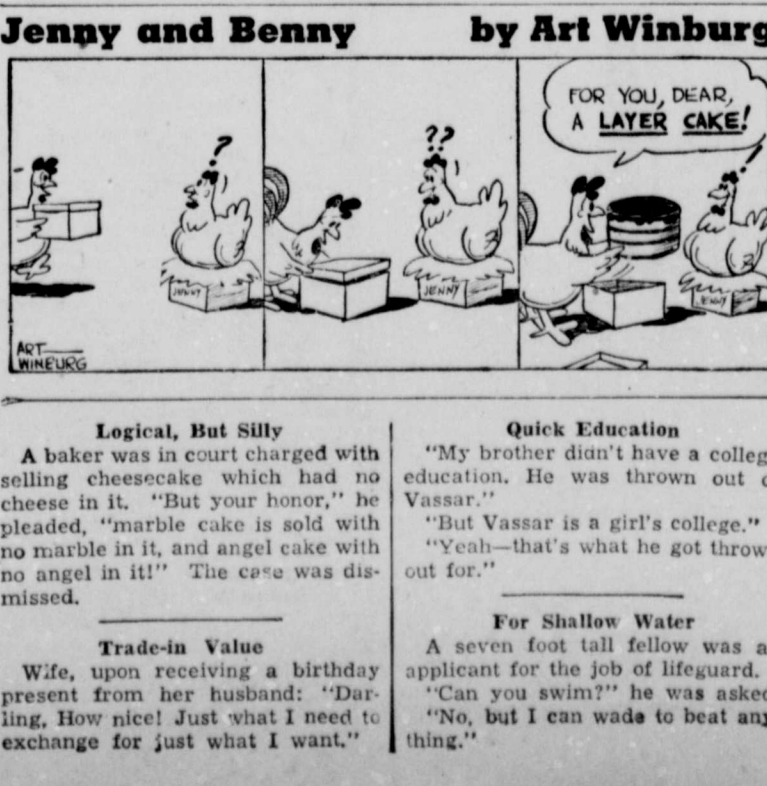 Jenny and Benny by Art Winburg
?
??
FOR YOU, DEAR,
A LAYER CAKE!
!
JENNY
JENNY
JENNY
ART
WINBURG
Logical, But Silly
A baker was in court charged with
selling cheesecake which had no
cheese in it. "But your honor," he
pleaded, "marble cake is sold with
no marble in it, and angel cake with
no angel in it!" The case was dis-
missed.
Trade-in Value
Wife, upon receiving a birthday
present from her husband: "Dar-
ling, How nice! Just what I need to
exchange for just what I want."
Quick Education
"My brother didn't have a colleg
education. He was thrown out
Vassar."
"But Vassar is a girl's college."
"Yeah—that's what he got throw
out for."
For Shallow Water
A seven foot tall fellow was a
applicant for the job of lifeguard.
"Can you swim?" he was asked
"No, but I can wade to beat any
thing."